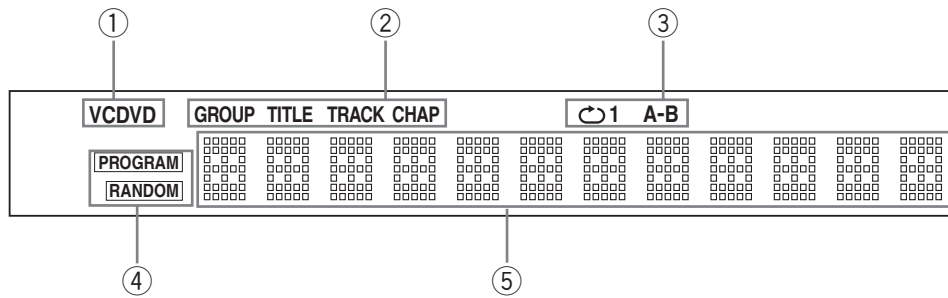 ① ② ③
VCDVD GROUP TITLE TRACK CHAP 1 A-B
PROGRAM
RANDOM
④ ⑤